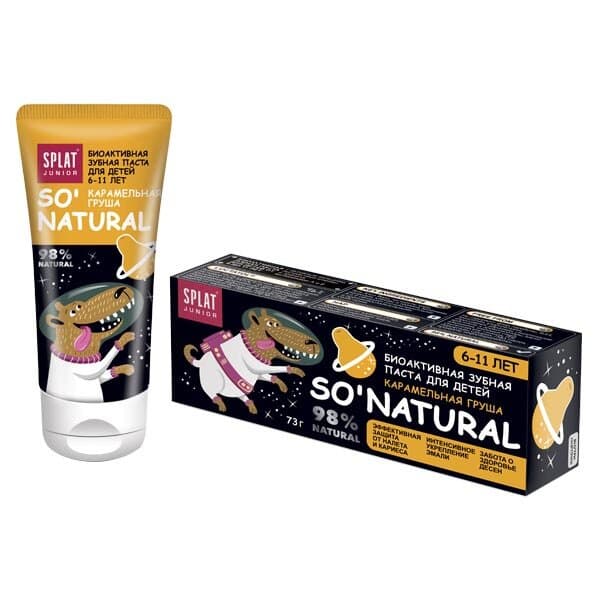 SPLAT
JUNIOR
БИОАКТИВНАЯ
ЗУБНАЯ ПАСТА
ДЛЯ ДЕТЕЙ
6-11 ЛЕТ
SO'
КАРАМЕЛЬНАЯ
ГРУША
NATURAL
98%
NATURAL
SPLAT
JUNIOR
6-11 ЛЕТ
БИОАКТИВНАЯ ЗУБНАЯ
ПАСТА ДЛЯ ДЕТЕЙ
КАРАМЕЛЬНАЯ ГРУША
SO'NATURAL
73 г
98%
NATURAL
ЭФФЕКТИВНАЯ
ЗАЩИТА
ОТ НАЛЕТА
И КАРИЕСА
ИНТЕНСИВНОЕ
УКРЕПЛЕНИЕ
ЭМАЛИ
ЗАБОТА О
ЗДОРОВЬЕ
ДЕСЕН